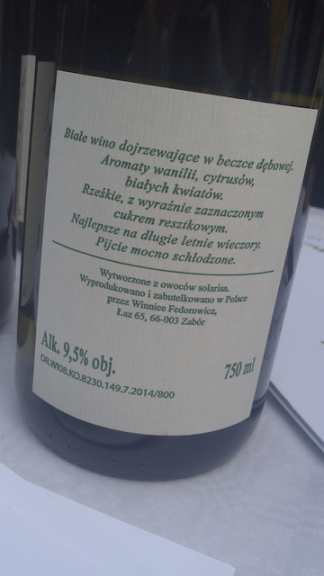 Białe wino dojrzewające w beczce dębowej.
Aromaty wanilii, cytrusów,
białych kwiatów.
Rześkie, z wyraźnie zaznaczonym
cukrem resztkowym.
Najlepsze na długie letnie wieczory.
Pijcie mocno schłodzone.
Wytworzone z owoców solarisa.
Wyprodukowano i zabutelkowano w Polsce
przez Winnice Fedorowicz,
Łaz 65, 66-003 Zabór
Alk. 9,5% obj.
750 ml
OR.WI08.KO.8230.149.7.2014/800